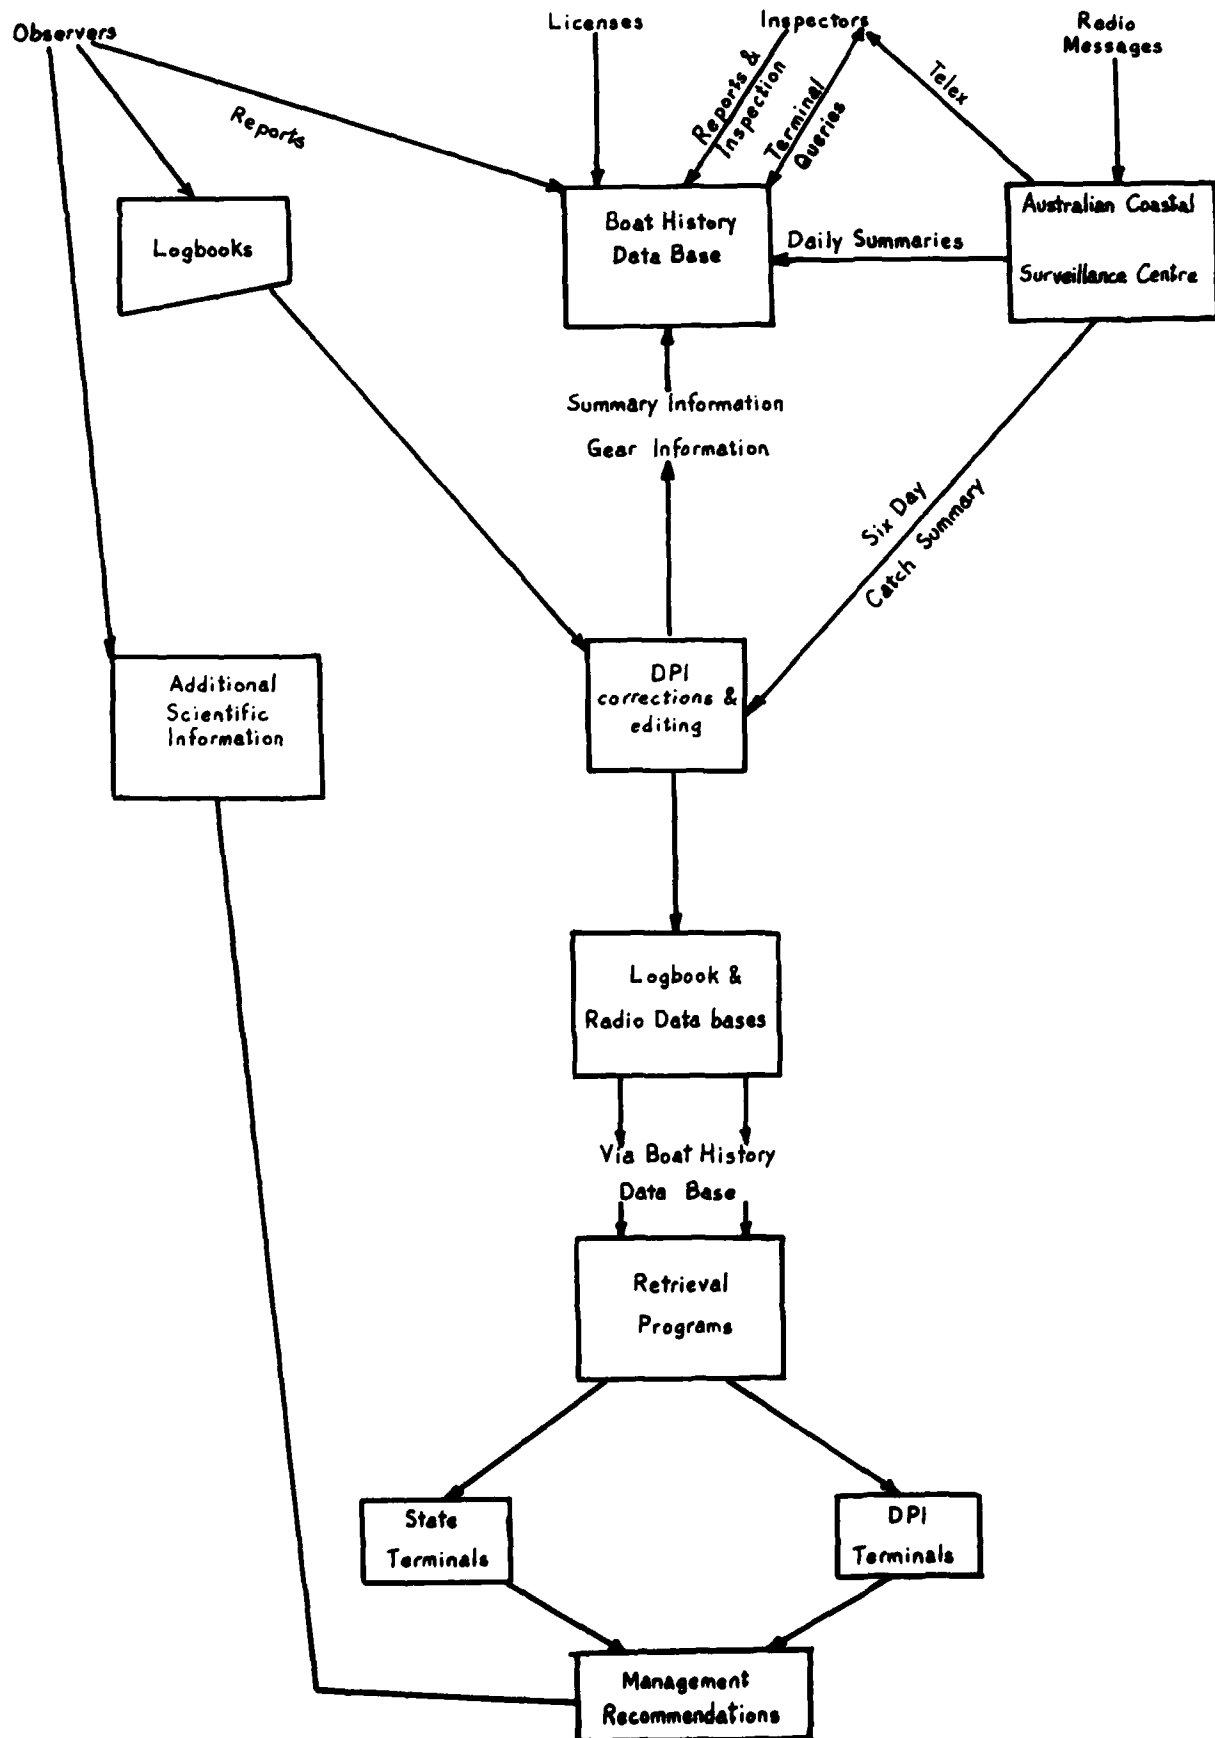 Observers
Licenses
Inspectors
Radio
Messages
Reports
Reports &
Inspection
Terminal
Queries
Telex
Logbooks
Boat History
Data Base
Daily Summaries
Australian Coastal
Surveillance Centre
Summary Information
Gear Information
Six Day
Catch Summary
DPI
corrections &
editing
Additional
Scientific
Information
Logbook &
Radio Data bases
Via Boat History
Data Base
Retrieval
Programs
State
Terminals
DPI
Terminals
Management
Recommendations